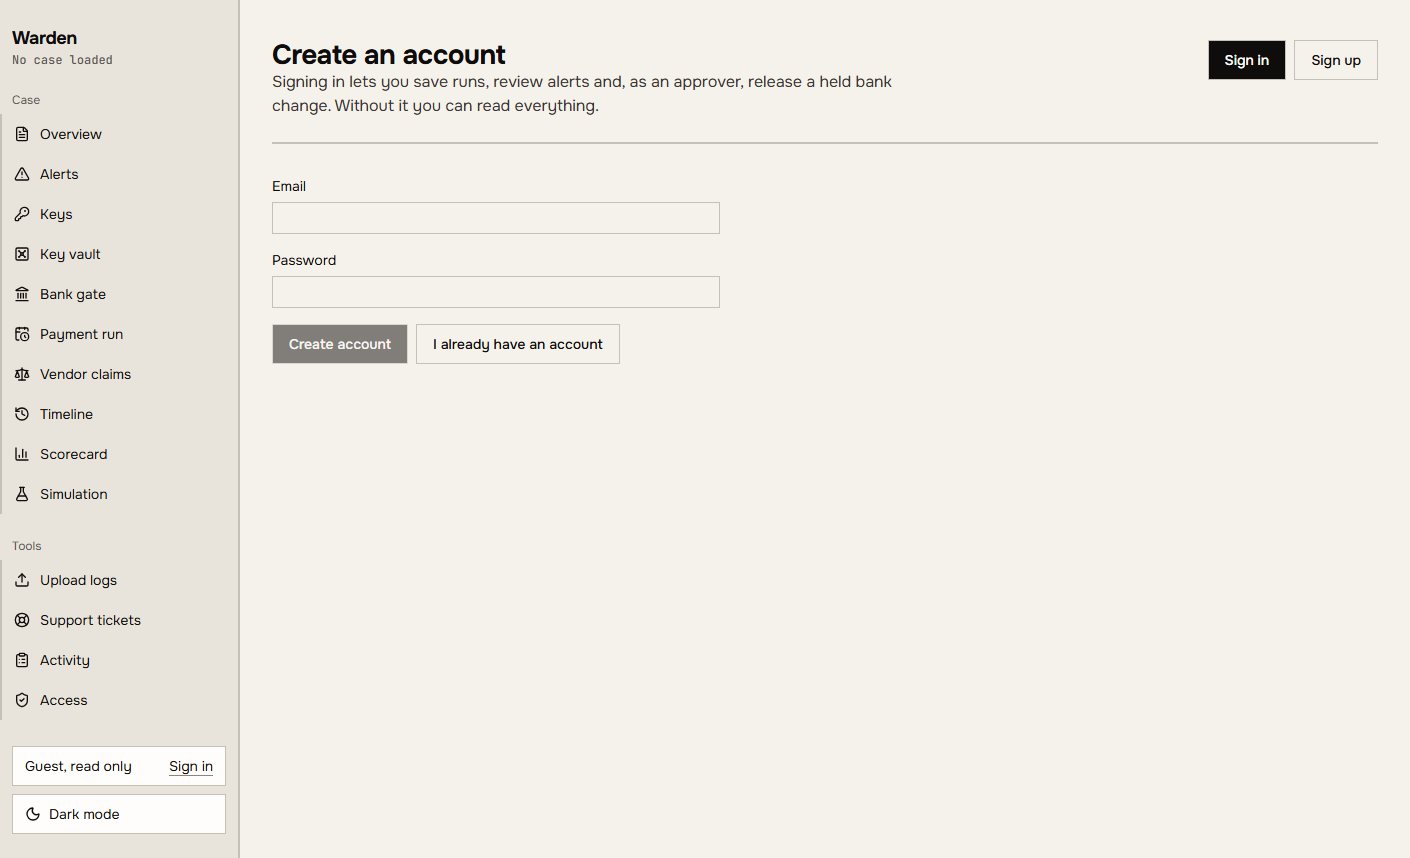 Warden
No case loaded
Case
Overview
Alerts
Keys
Key vault
Bank gate
Payment run
Vendor claims
Timeline
Scorecard
Simulation
Tools
Upload logs
Support tickets
Activity
Access
Guest, read only
Sign in
Dark mode
Create an account
Signing in lets you save runs, review alerts and, as an approver, release a held bank
change. Without it you can read everything.
Sign in
Sign up
Email
Password
Create account
I already have an account